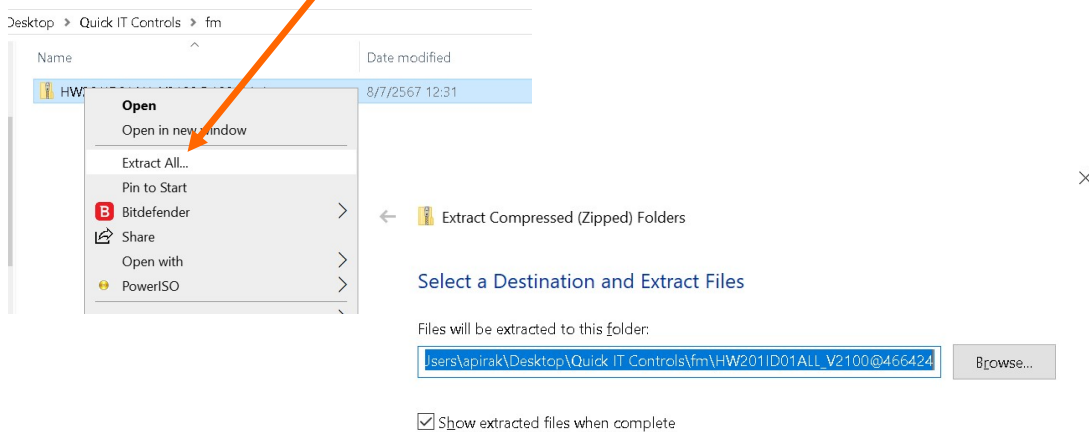 Desktop > Quick IT Controls > fm
Name Date modified
8/7/2567 12:31
Open
Open in new window
Extract All...
Pin to Start
B Bitdefender
Share
Open with
PowerISO
Extract Compressed (Zipped) Folders
Select a Destination and Extract Files
Files will be extracted to this folder:
Users\apirak\Desktop\Quick IT Controls\fm\HW201ID01ALL_V2100@466424
Browse...
Show extracted files when complete